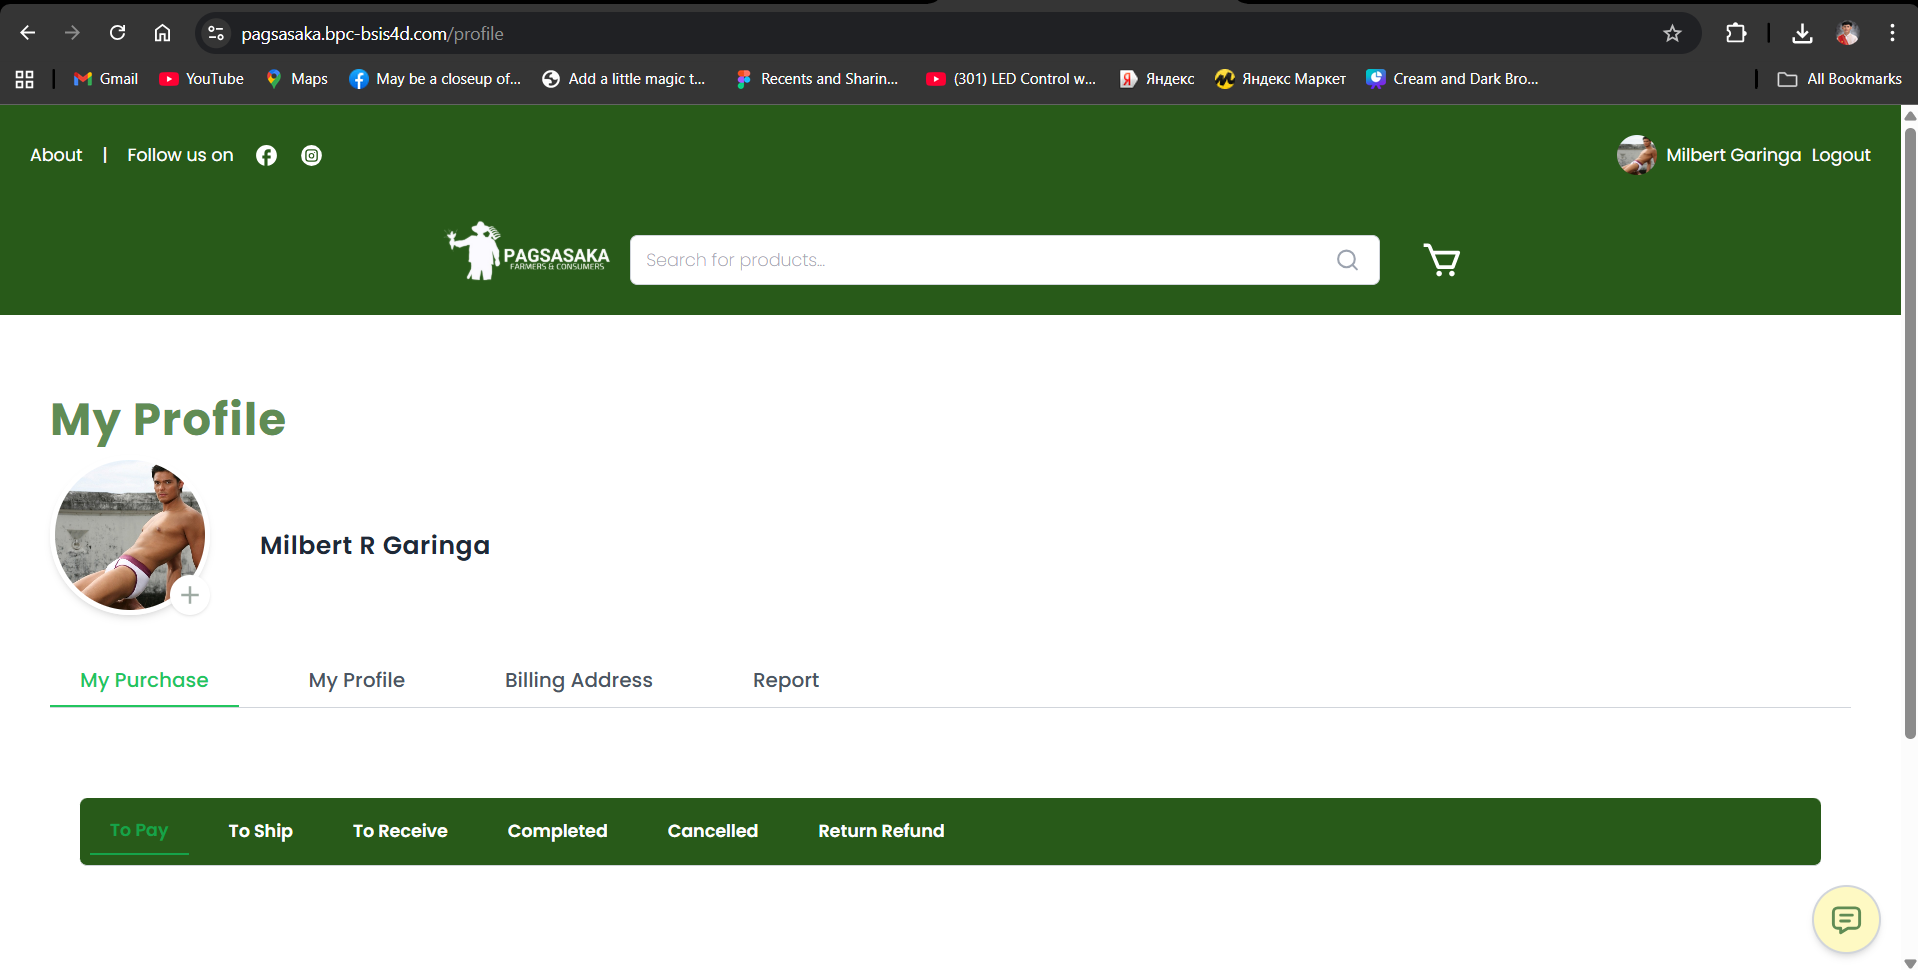 pagsasaka.bpc-bsis4d.com/profile
Gmail
YouTube
Maps
May be a closeup of...
Add a little magic t...
Recents and Sharin...
(301) LED Control w...
Яндекс
Яндекс Маркет
Cream and Dark Bro...
All Bookmarks
About | Follow us on
Milbert Garinga Logout
PAGSASAKA
FARMERS & CONSUMERS
Search for products...
My Profile
Milbert R Garinga
My Purchase
My Profile
Billing Address
Report
To Pay
To Ship
To Receive
Completed
Cancelled
Return Refund